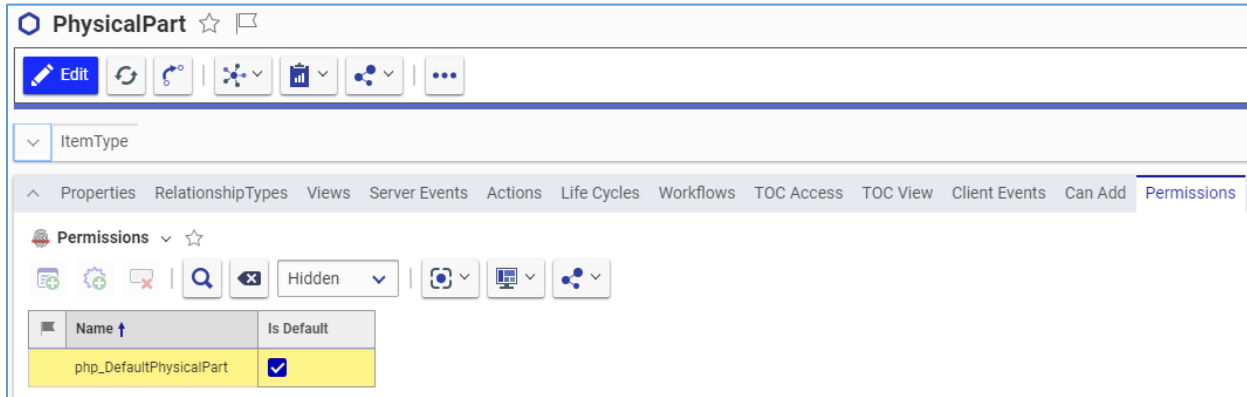 PhysicalPart
Edit
ItemType
Properties RelationshipTypes Views Server Events Actions Life Cycles Workflows TOC Access TOC View Client Events Can Add Permissions
Permissions
Hidden
Name Is Default
php_DefaultPhysicalPart